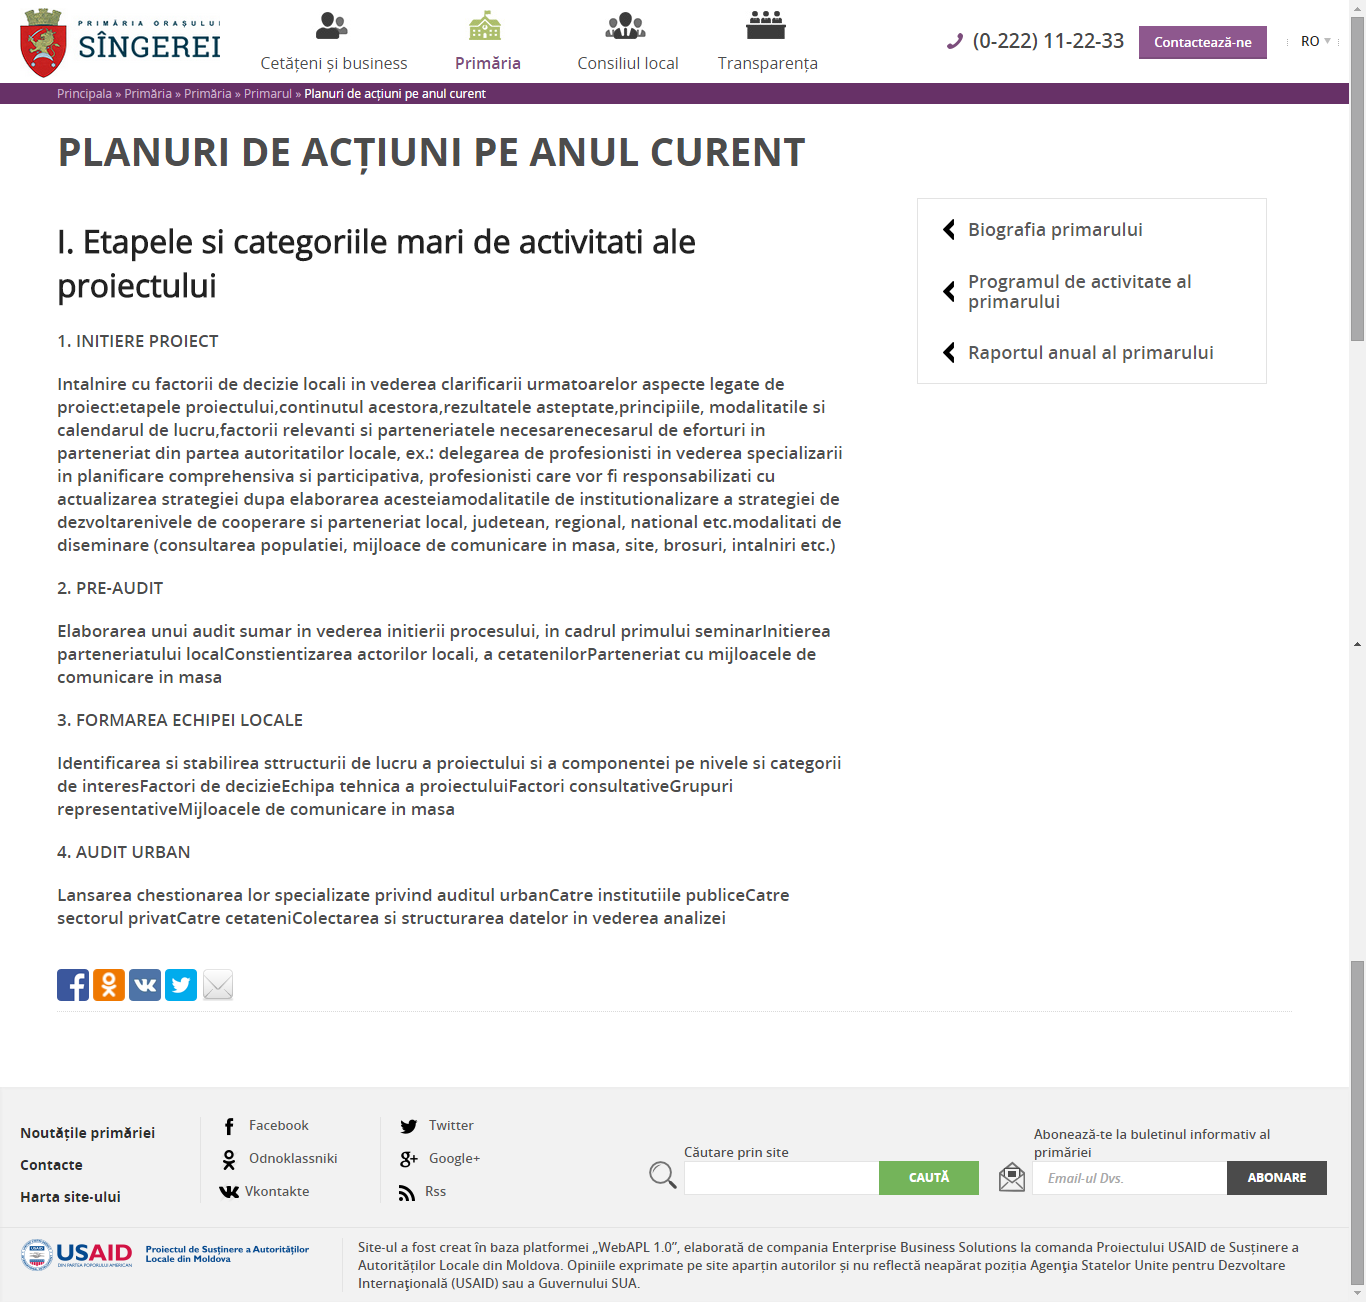 PRIMĂRIA ORAȘULUI
SÎNGEREI
Cetățeni și business
Primăria
Consiliul local
Transparența
(0-222) 11-22-33
Contactează-ne
RO
Principala » Primăria » Primăria » Primarul » Planuri de acțiuni pe anul curent
PLANURI DE ACȚIUNI PE ANUL CURENT
I. Etapele si categoriile mari de activitati ale
proiectului
1. INITIERE PROIECT
Intalnire cu factorii de decizie locali in vederea clarificarii urmatoarelor aspecte legate de
proiect:etapele proiectului,continutul acestora,rezultatele asteptate,principiile, modalitatile si
calendarul de lucru,factorii relevanti si parteneriatele necesarenecesarul de eforturi in
parteneriat din partea autoritatilor locale, ex.: delegarea de profesionisti in vederea specializarii
in planificare comprehensiva si participativa, profesionisti care vor fi responsabilizati cu
actualizarea strategiei dupa elaborarea acesteiamodalitatile de institutionalizare a strategiei de
dezvoltarenivele de cooperare si parteneriat local, judetean, regional, national etc.modalitati de
diseminare (consultarea populatiei, mijloace de comunicare in masa, site, brosuri, intalniri etc.)
2. PRE-AUDIT
Elaborarea unui audit sumar in vederea initierii procesului, in cadrul primului seminarInitierea
parteneriatului localConstientizarea actorilor locali, a cetatenilorParteneriat cu mijloacele de
comunicare in masa
3. FORMAREA ECHIPEI LOCALE
Identificarea si stabilirea sttructurii de lucru a proiectului si a componentei pe nivele si categorii
de interesFactori de decizieEchipa tehnica a proiectuluiFactori consultativeGrupuri
representativeMijloacele de comunicare in masa
4. AUDIT URBAN
Lansarea chestionarea lor specializate privind auditul urbanCatre institutiile publiceCatre
sectorul privatCatre cetateniColectarea si structurarea datelor in vederea analizei
Biografia primarului
Programul de activitate al
primarului
Raportul anual al primarului
Noutățile primăriei
Contacte
Harta site-ului
Facebook
Odnoklassniki
Vkontakte
Twitter
Google+
Rss
Căutare prin site
CAUTĂ
Abonează-te la buletinul informativ al
primăriei
Email-ul Dvs.
ABONARE
USAID
DIN PARTEA POPORULUI AMERICAN
Proiectul de Susținere a Autorităților
Locale din Moldova
Site-ul a fost creat în baza platformei „WebAPL 1.0”, elaborată de compania Enterprise Business Solutions la comanda Proiectului USAID de Susținere a
Autorităților Locale din Moldova. Opiniile exprimate pe site aparțin autorilor și nu reflectă neapărat poziția Agenția Statelor Unite pentru Dezvoltare
Internațională (USAID) sau a Guvernului SUA.